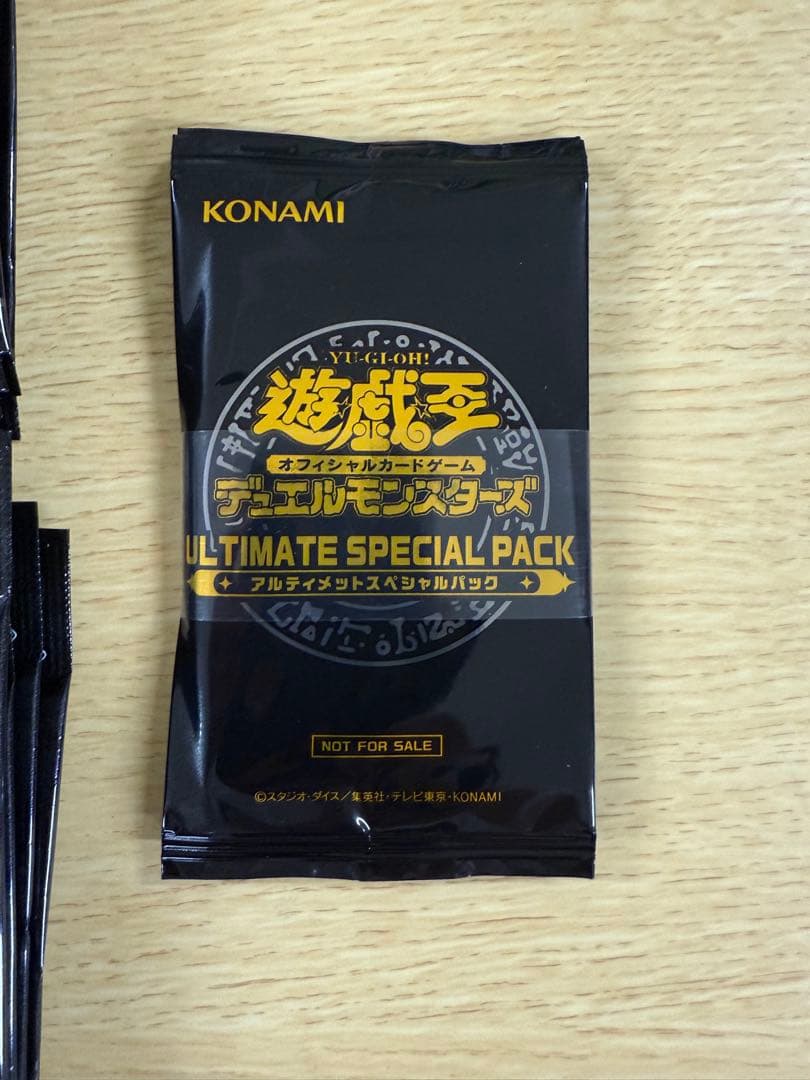 KONAMI
YU-GI-OH!
遊☆戯☆王
オフィシャルカードゲーム
デュエルモンスターズ
ULTIMATE SPECIAL PACK
アルティメットスペシャルパック
NOT FOR SALE
©スタジオ・ダイス/集英社・テレビ東京・KONAMI